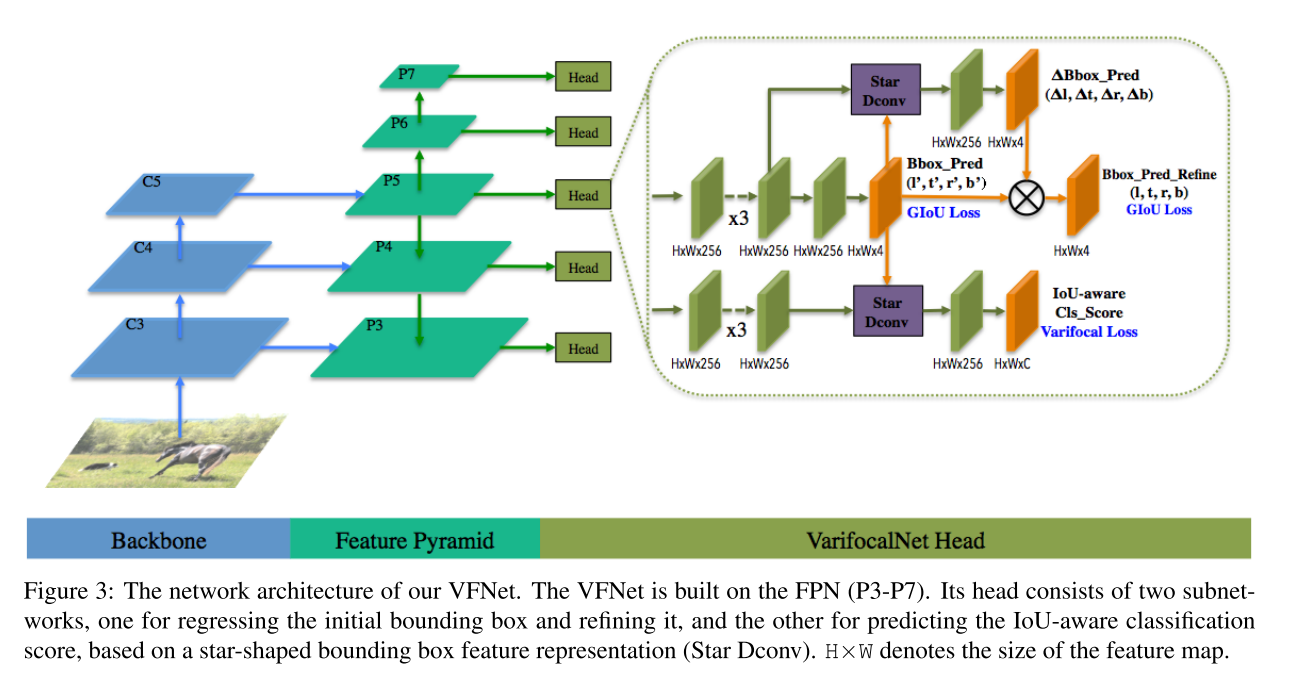 P7
Head
P6
Head
C5
P5
Head
C4
P4
Head
C3
P3
Head
Star
Dconv
ΔBbox_Pred
(Δl, Δt, Δr, Δb)
HxWx256
HxWx4
Bbox_Pred
(l’, t’, r’, b’)
GIoU Loss
Bbox_Pred_Refine
(l, t, r, b)
GIoU Loss
x3
HxWx256
HxWx256
HxWx256
HxWx4
HxWx4
Star
Dconv
IoU-aware
Cls_Score
Varifocal Loss
x3
HxWx256
HxWx256
HxWx256
HxWxC
Backbone
Feature Pyramid
VarifocalNet Head
Figure 3: The network architecture of our VFNet. The VFNet is built on the FPN (P3-P7). Its head consists of two subnet-
works, one for regressing the initial bounding box and refining it, and the other for predicting the IoU-aware classification
score, based on a star-shaped bounding box feature representation (Star Dconv). H×W denotes the size of the feature map.